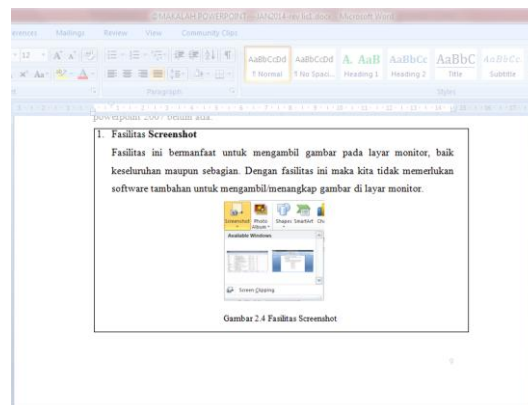 MAKALAH POWERPOINT - JAN2014 rev lic1.docx - Microsoft Word
Mailings Review View Community Clips
12
AaBbCcDd AaBbCcDd A. AaB AaBbCc AaBbC AaBbCc
¶ Normal ¶ No Spaci... Heading 1 Heading 2 Title Subtitle
Paragraph Styles
powerpoint 2007 belum ada.
1. Fasilitas Screenshot
Fasilitas ini bermanfaat untuk mengambil gambar pada layar monitor, baik
keseluruhan maupun sebagian. Dengan fasilitas ini maka kita tidak memerlukan
software tambahan untuk mengambil/menangkap gambar di layar monitor.
Screenshot Photo Album Shapes SmartArt
Available Windows
Screen Clipping
Gambar 2.4 Fasilitas Screenshot